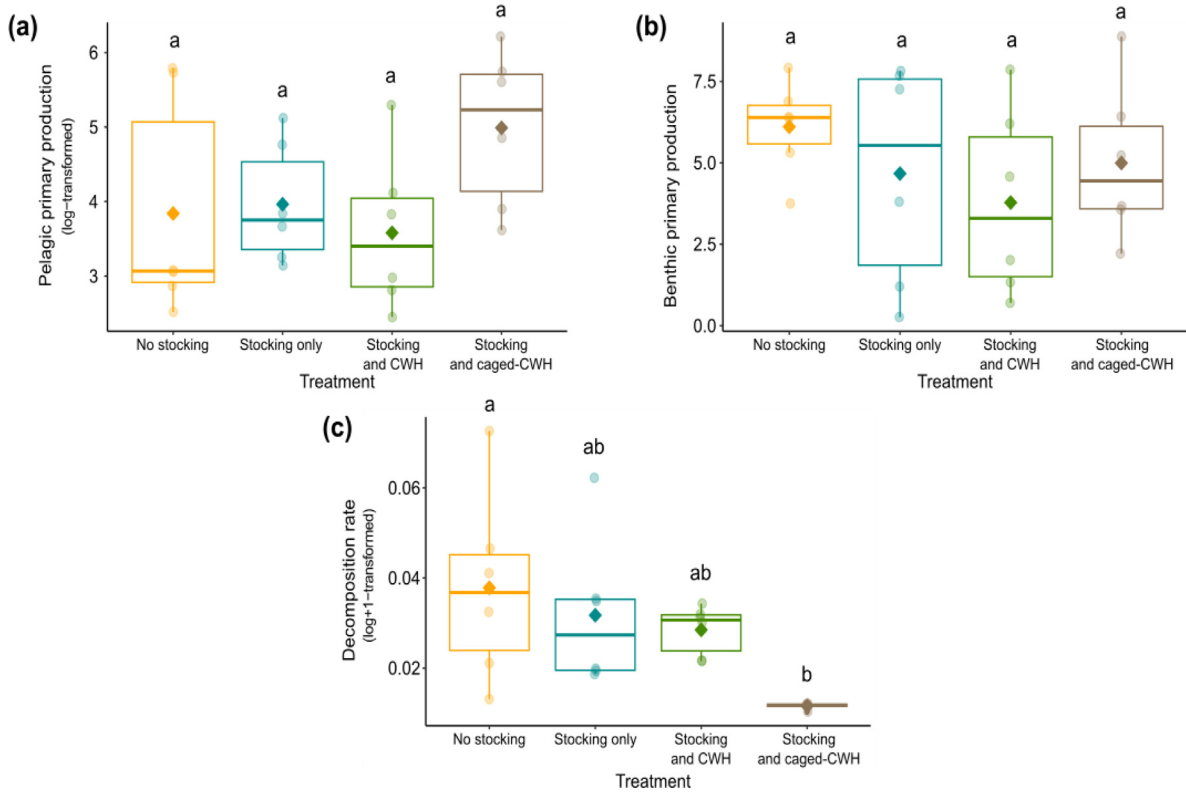 (a)
Pelagic primary production
(log-transformed)
6
5
4
3
a
a
a
a
No stocking
Stocking only
Stocking
and CWH
Stocking
and caged-CWH
Treatment
(b)
Benthic primary production
7.5
5.0
2.5
0.0
a
a
a
a
No stocking
Stocking only
Stocking
and CWH
Stocking
and caged-CWH
Treatment
(c)
Decomposition rate
(log+1-transformed)
0.06
0.04
0.02
a
ab
ab
b
No stocking
Stocking only
Stocking
and CWH
Stocking
and caged-CWH
Treatment